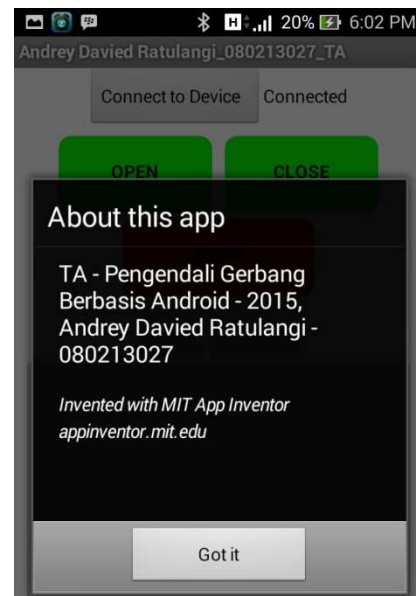 20% 6:02 PM
Andrey Davied Ratulangi_080213027_TA
Connect to Device Connected
OPEN CLOSE
About this app
TA - Pengendali Gerbang
Berbasis Android - 2015,
Andrey Davied Ratulangi -
080213027
Invented with MIT App Inventor
appinventor.mit.edu
Got it